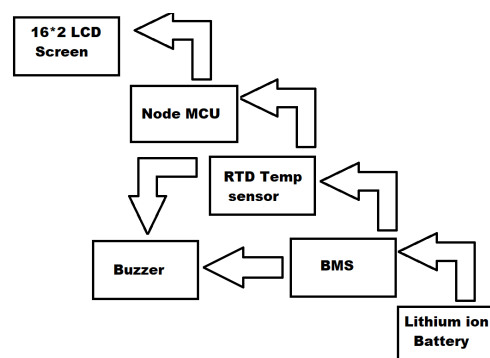 16*2 LCD
Screen
Node MCU
RTD Temp
sensor
Buzzer
BMS
Lithium ion
Battery